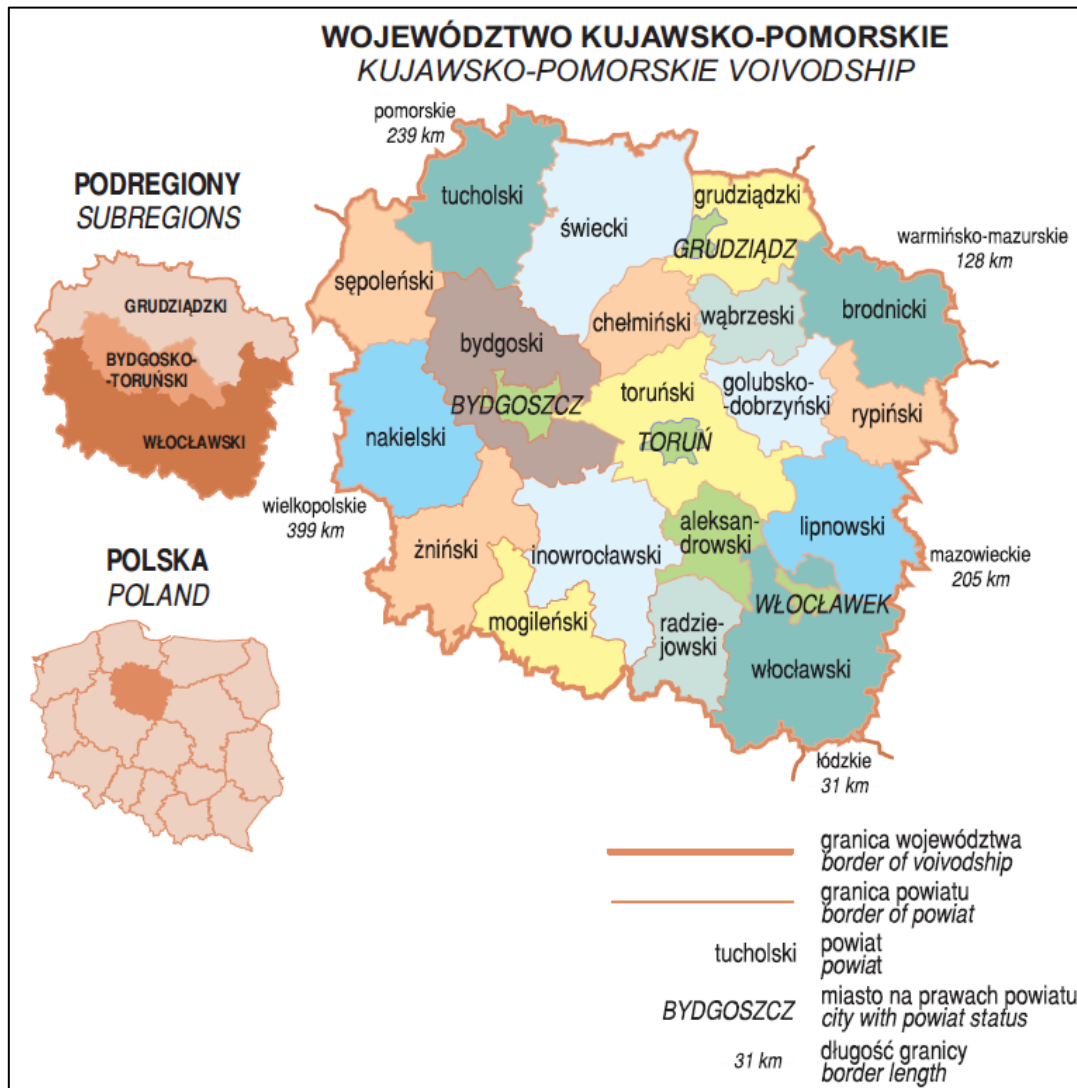 WOJEWÓDZTWO KUJAWSKO-POMORSKIE
KUJAWSKO-POMORSKIE VOIVODSHIP
pomorskie
239 km
PODREGIONY
SUBREGIONS
GRUDZIĄDZKI
BYDGOSKO-
-TORUŃSKI
WŁOCŁAWSKI
POLSKA
POLAND
tucholski
świecki
grudziądzki
GRUDZIĄDZ
warmińsko-mazurskie
128 km
sępoleński
brodnicki
chełmiński
wąbrzeski
bydgoski
BYDGOSZCZ
toruński
golubsko-
-dobrzyński
rypiński
nakielski
TORUŃ
wielkopolskie
399 km
aleksan-
drowski
lipnowski
żniński
inowrocławski
mazowieckie
205 km
WŁOCŁAWEK
mogileński
radzie-
jowski
włocławski
łódzkie
31 km
granica województwa
border of voivodship
granica powiatu
border of powiat
tucholski
powiat
powiat
BYDGOSZCZ
miasto na prawach powiatu
city with powiat status
31 km
długość granicy
border length